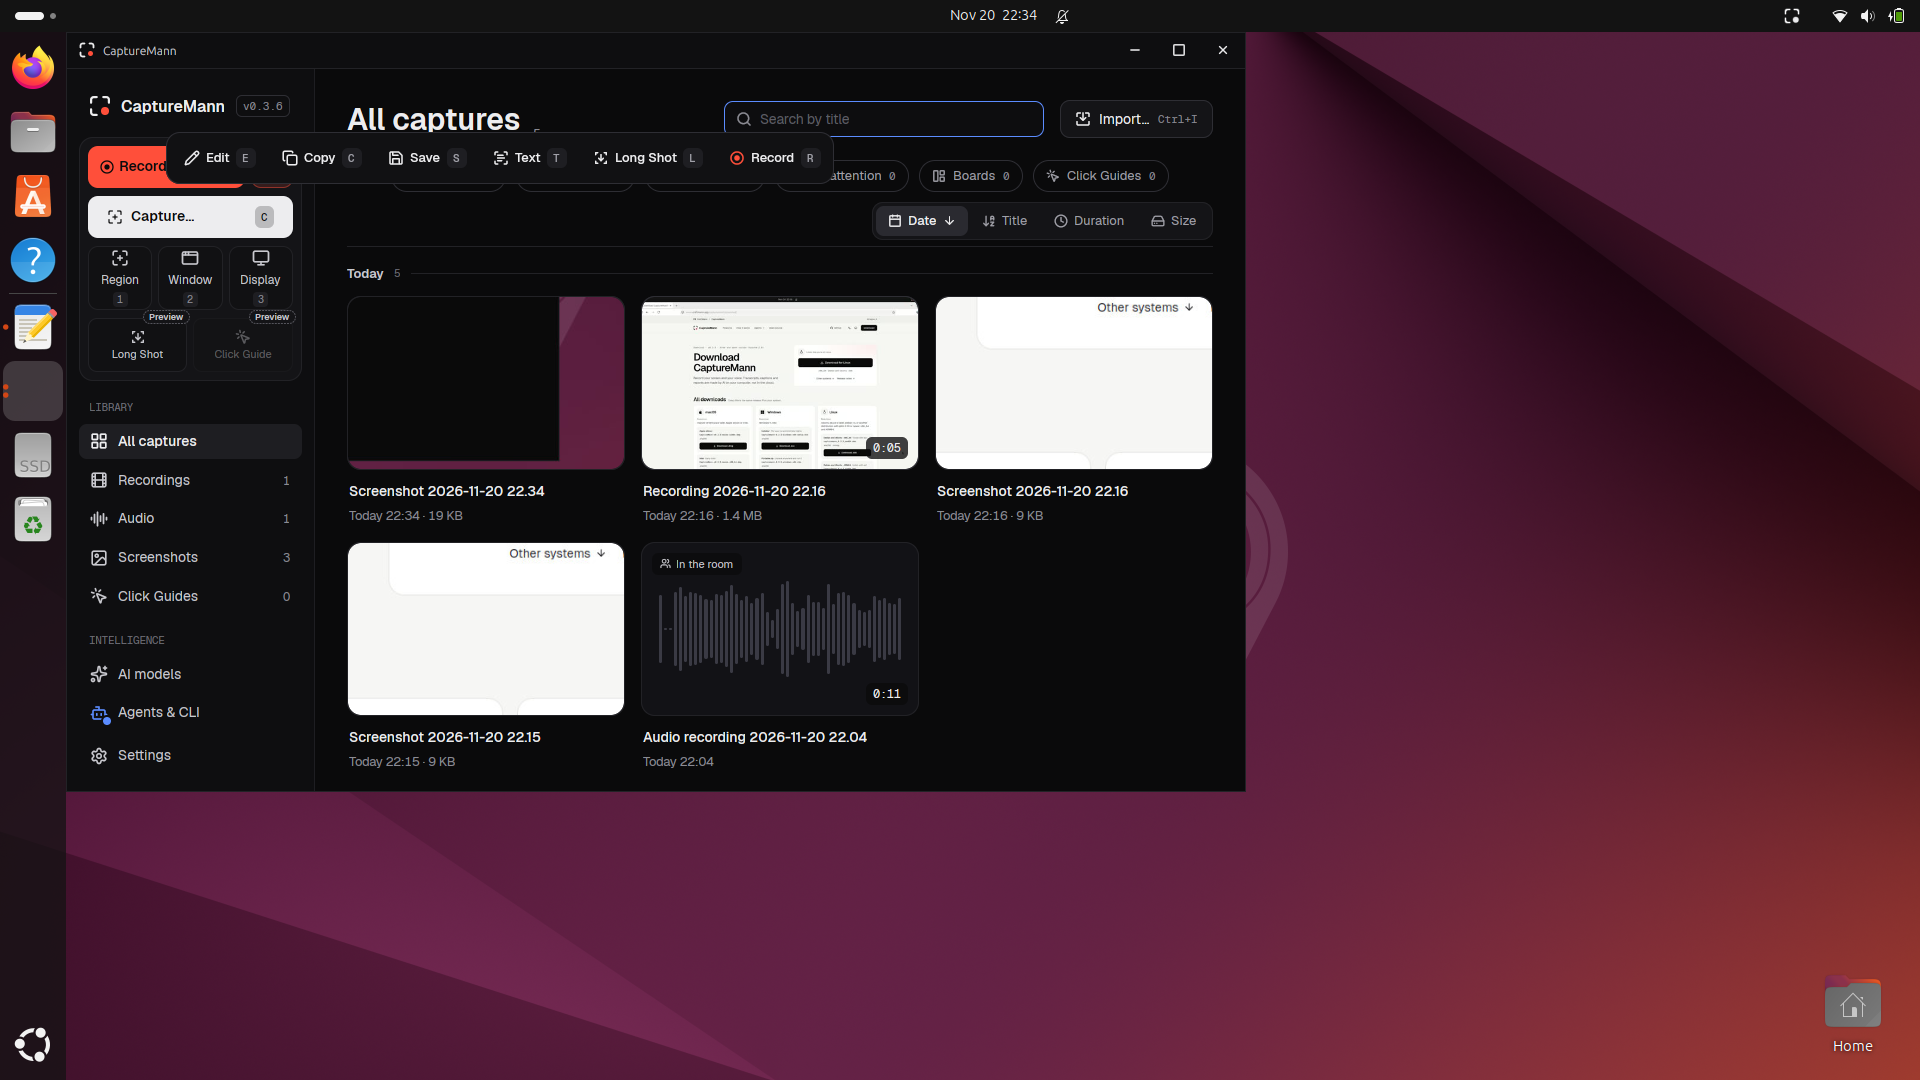 Nov 20 22:34
CaptureMann
CaptureMann v0.3.6
All captures
Search by title
Import... Ctrl+I
Record
Edit E
Copy C
Save S
Text T
Long Shot L
Record R
attention 0
Boards 0
Click Guides 0
Capture... C
Date
Title
Duration
Size
Region
1
Window
2
Display
3
Preview
Long Shot
Preview
Click Guide
Today 5
LIBRARY
All captures
Recordings 1
Audio 1
Screenshots 3
Click Guides 0
INTELLIGENCE
AI models
Agents & CLI
Settings
Screenshot 2026-11-20 22.34
Today 22:34 · 19 KB
Download
CaptureMann
All downloads
0:05
Recording 2026-11-20 22.16
Today 22:16 · 1.4 MB
Other systems
Screenshot 2026-11-20 22.16
Today 22:16 · 9 KB
Other systems
Screenshot 2026-11-20 22.15
Today 22:15 · 9 KB
In the room
0:11
Audio recording 2026-11-20 22.04
Today 22:04
SSD
Home